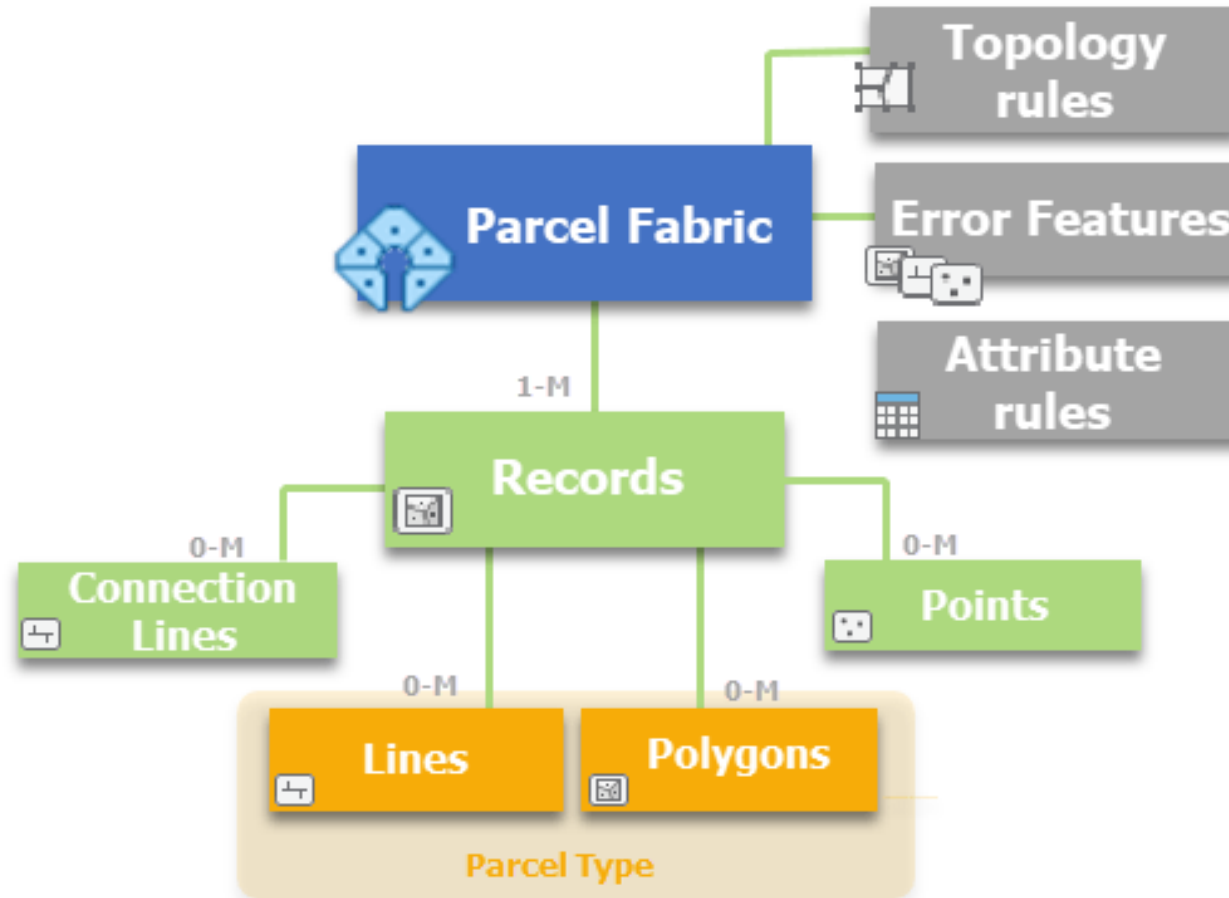 Topology
rules
Parcel Fabric
Error Features
Attribute
rules
1-M
Records
0-M
0-M
Connection
Lines
Points
0-M
0-M
Lines
Polygons
Parcel Type